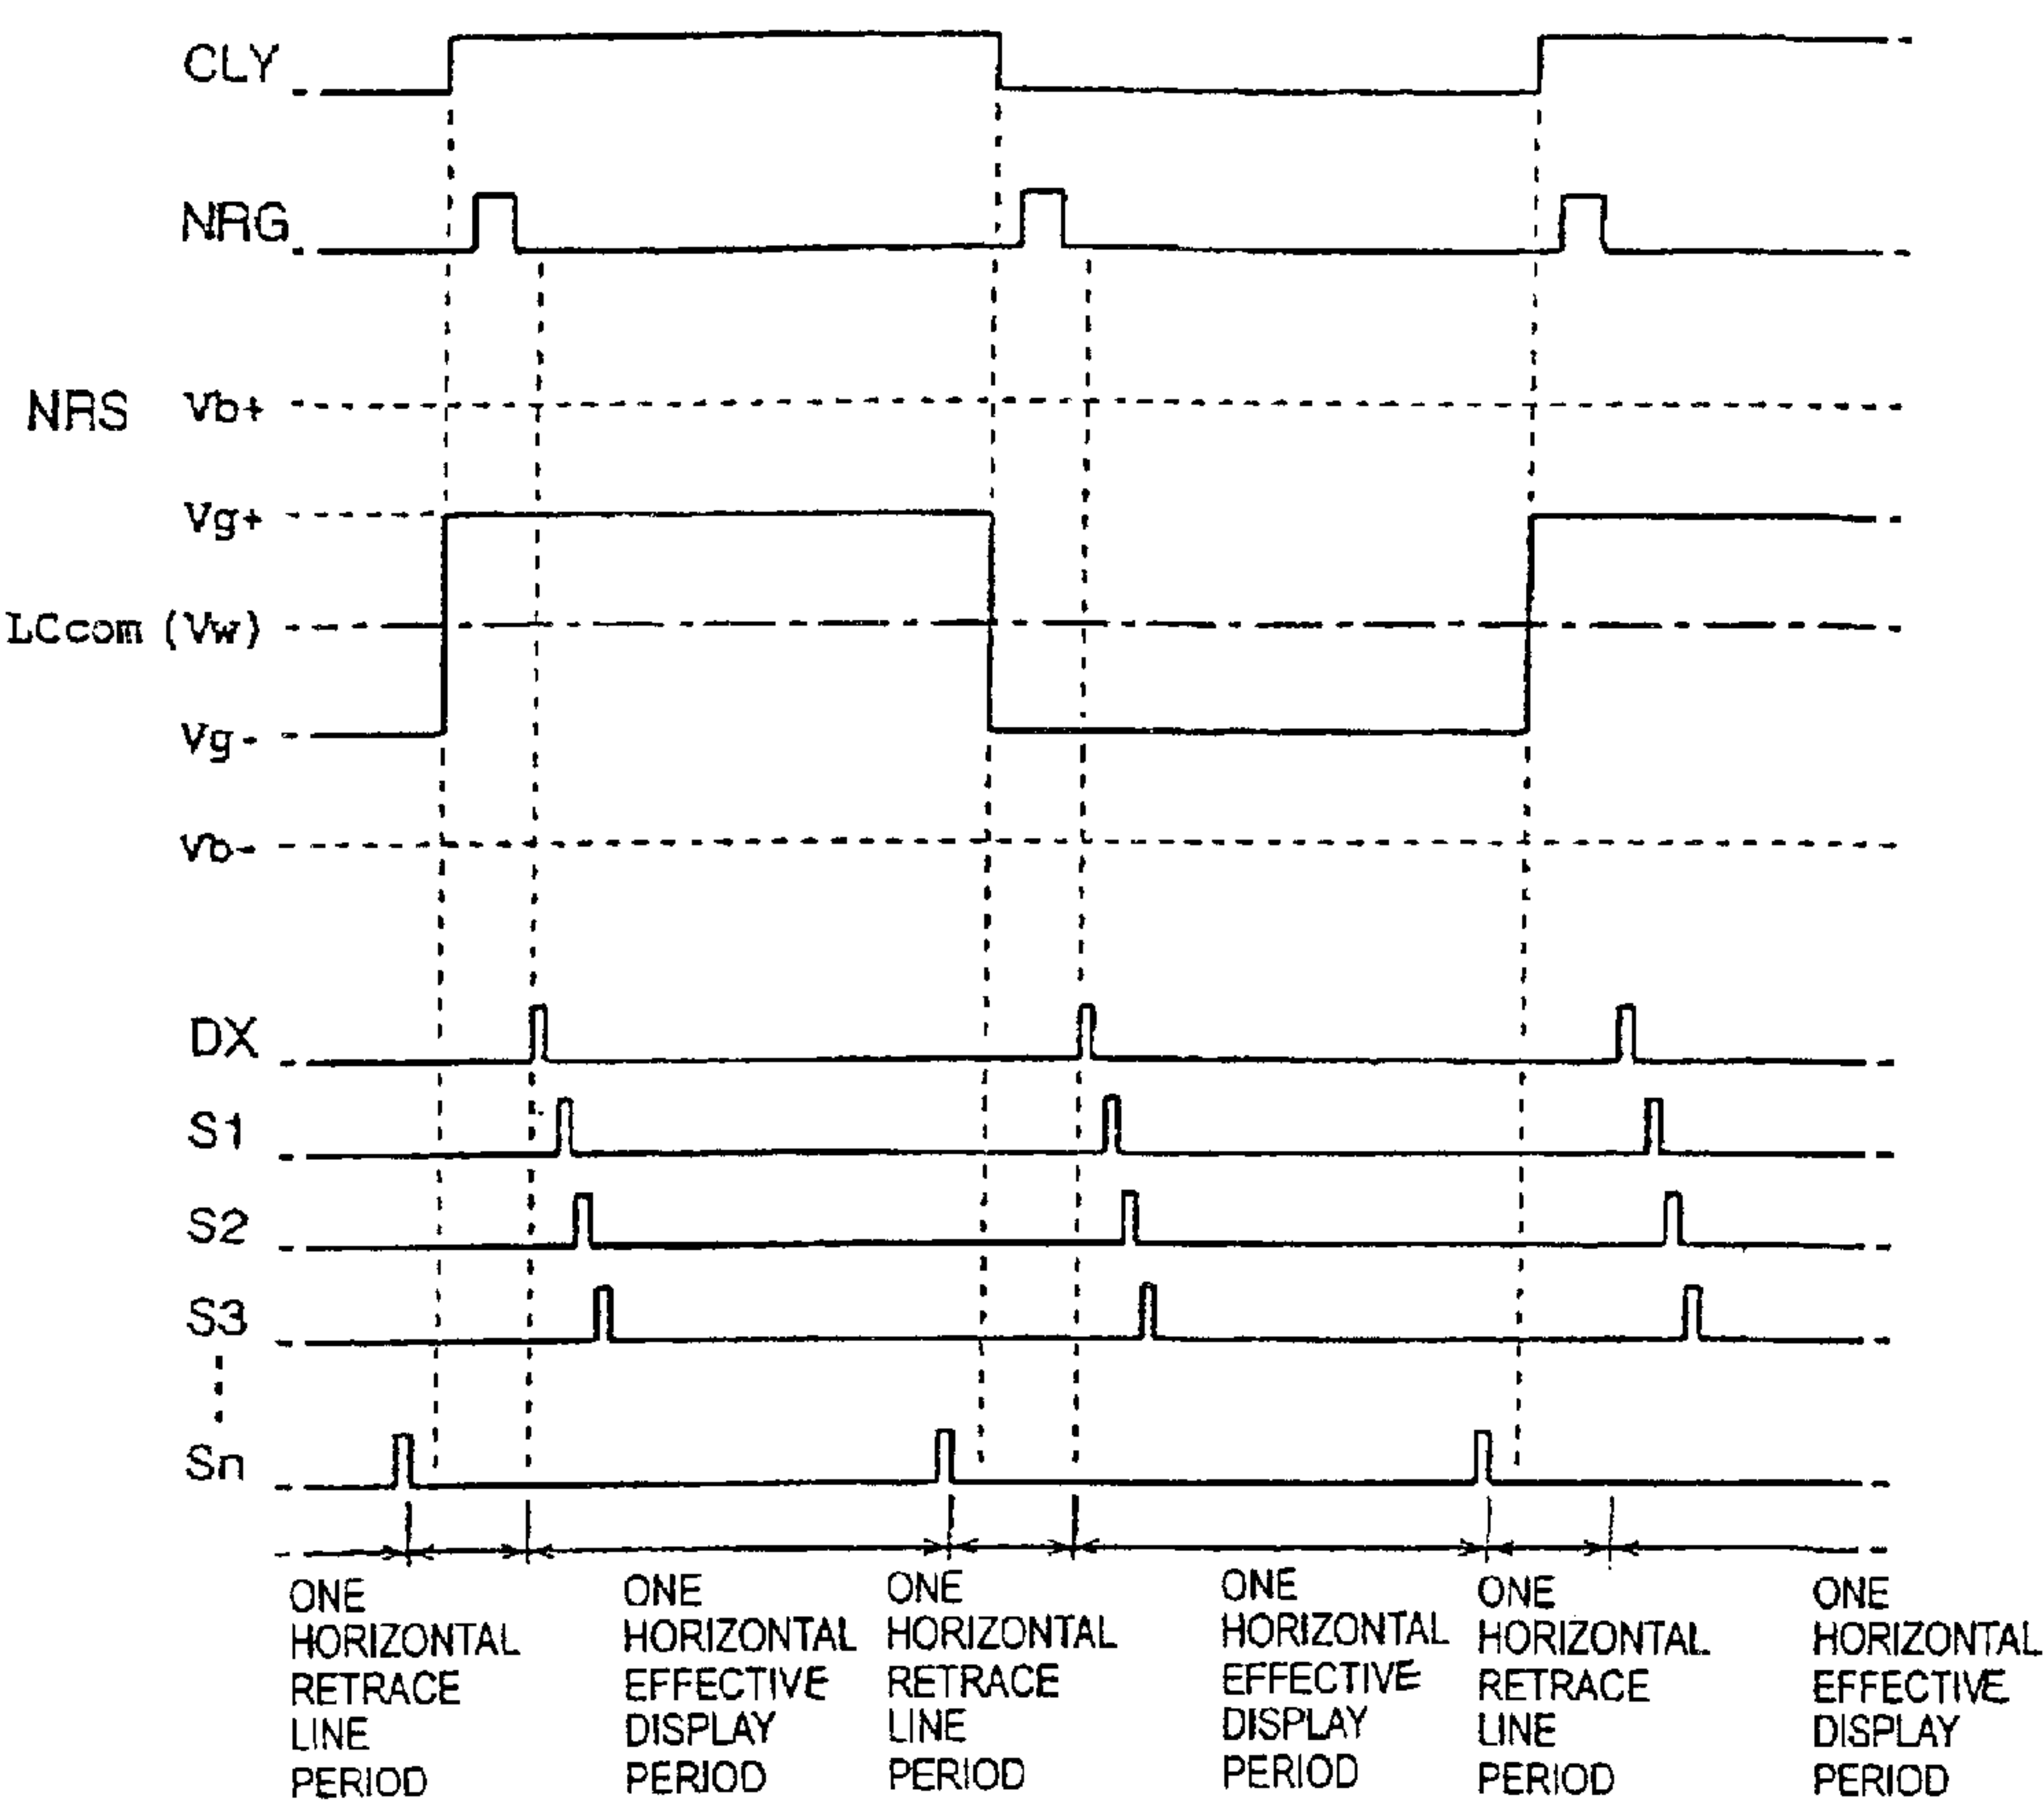 CLY
NRG
NRS Vb+
Vg+
LCcom (Vw)
Vg-
Vb-
DX
S1
S2
S3
Sn
ONE
HORIZONTAL
RETRACE
LINE
PERIOD
ONE
HORIZONTAL
EFFECTIVE
DISPLAY
PERIOD
ONE
HORIZONTAL
RETRACE
LINE
PERIOD
ONE
HORIZONTAL
EFFECTIVE
DISPLAY
PERIOD
ONE
HORIZONTAL
RETRACE
LINE
PERIOD
ONE
HORIZONTAL
EFFECTIVE
DISPLAY
PERIOD